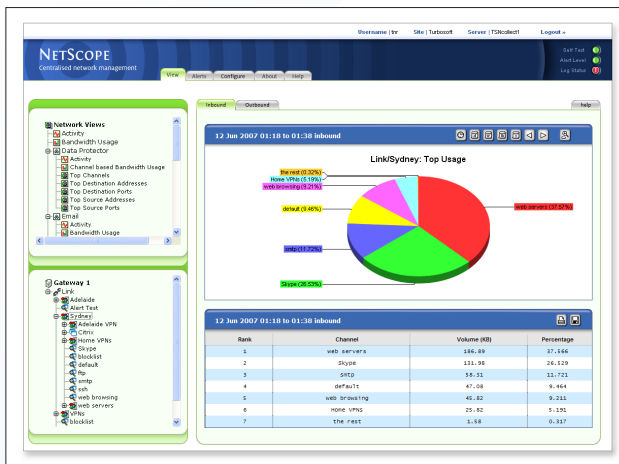 Username | tnr Site | Turbosoft Server | TSNcollect1 Logout »
NETSCOPE
Centralised network management
Self Test
Alert Level
Log Status
View Alerts Configure About Help
Inbound Outbound help
Network Views
Activity
Bandwidth Usage
Data Protector
Activity
Channel based Bandwidth Usage
Top Channels
Top Destination Addresses
Top Destination Ports
Top Source Addresses
Top Source Ports
Email
Activity
Bandwidth Usage
Gateway 1
Link
Adelaide
Alert Test
Sydney
Adelaide VPN
Citrix
Home VPNs
Skype
blocklist
default
ftp
smtp
ssh
web browsing
web servers
VPNs
blocklist
12 Jun 2007 01:18 to 01:38 inbound
Link/Sydney: Top Usage
the rest (0.32%)
Home VPNs (5.19%)
web browsing (9.21%)
default (9.46%)
smtp (11.72%)
Skype (26.53%)
web servers (37.57%)
12 Jun 2007 01:18 to 01:38 inbound
Rank Channel Volume (KB) Percentage
1 web servers 186.89 37.566
2 Skype 131.98 26.529
3 smtp 58.31 11.721
4 default 47.08 9.464
5 web browsing 45.82 9.211
6 Home VPNs 25.82 5.191
7 the rest 1.58 0.317